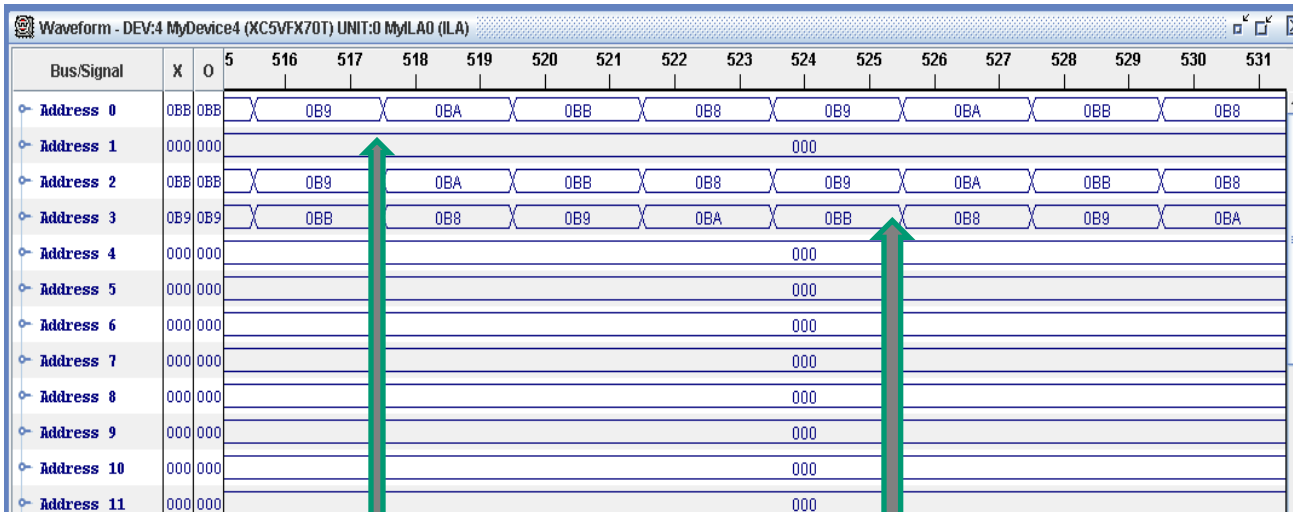 Waveform - DEV:4 MyDevice4 (XC5VFX70T) UNIT:0 MyILA0 (ILA)
Bus/Signal X O 5 516 517 518 519 520 521 522 523 524 525 526 527 528 529 530 531
Address 0 0BB 0BB 0B9 0BA 0BB 0B8 0B9 0BA 0BB 0B8
Address 1 000 000 000
Address 2 0BB 0BB 0B9 0BA 0BB 0B8 0B9 0BA 0BB 0B8
Address 3 0B9 0B9 0BB 0B8 0B9 0BA 0BB 0B8 0B9 0BA
Address 4 000 000 000
Address 5 000 000 000
Address 6 000 000 000
Address 7 000 000 000
Address 8 000 000 000
Address 9 000 000 000
Address 10 000 000 000
Address 11 000 000 000